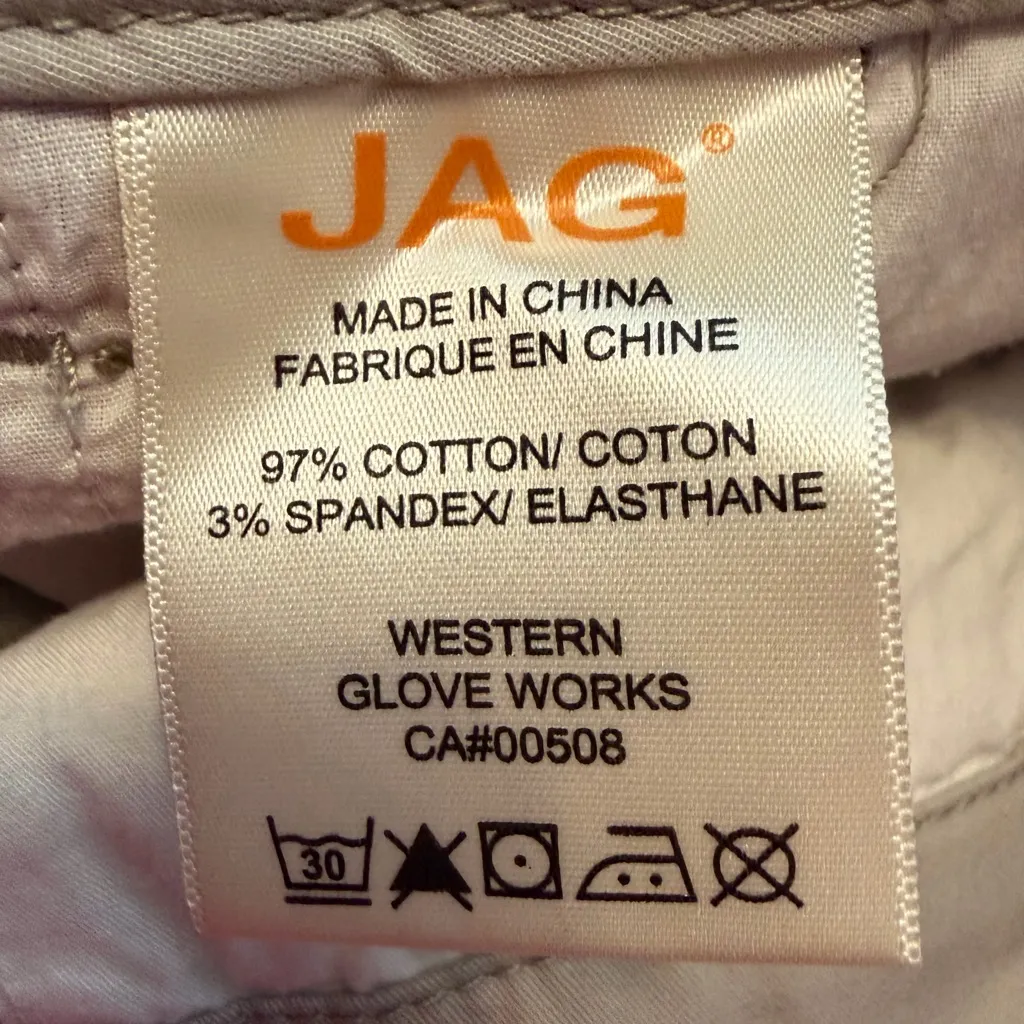 JAG®
MADE IN CHINA
FABRIQUE EN CHINE
97% COTTON/ COTON
3% SPANDEX/ ELASTHANE
WESTERN
GLOVE WORKS
CA#00508
30